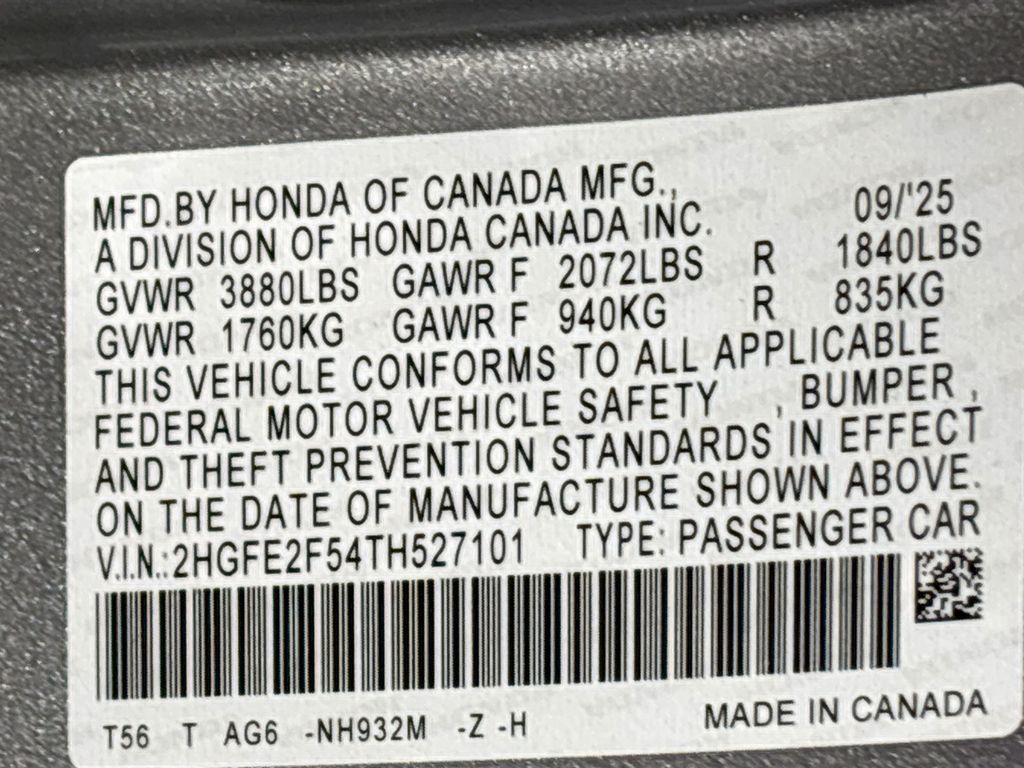 MFD.BY HONDA OF CANADA MFG.,
A DIVISION OF HONDA CANADA INC. 09/'25
GVWR 3880LBS GAWR F 2072LBS R 1840LBS
GVWR 1760KG GAWR F 940KG R 835KG
THIS VEHICLE CONFORMS TO ALL APPLICABLE
FEDERAL MOTOR VEHICLE SAFETY , BUMPER ,
AND THEFT PREVENTION STANDARDS IN EFFECT
ON THE DATE OF MANUFACTURE SHOWN ABOVE.
V.I.N.:2HGFE2F54TH527101 TYPE: PASSENGER CAR
T56 T AG6 -NH932M -Z -H MADE IN CANADA